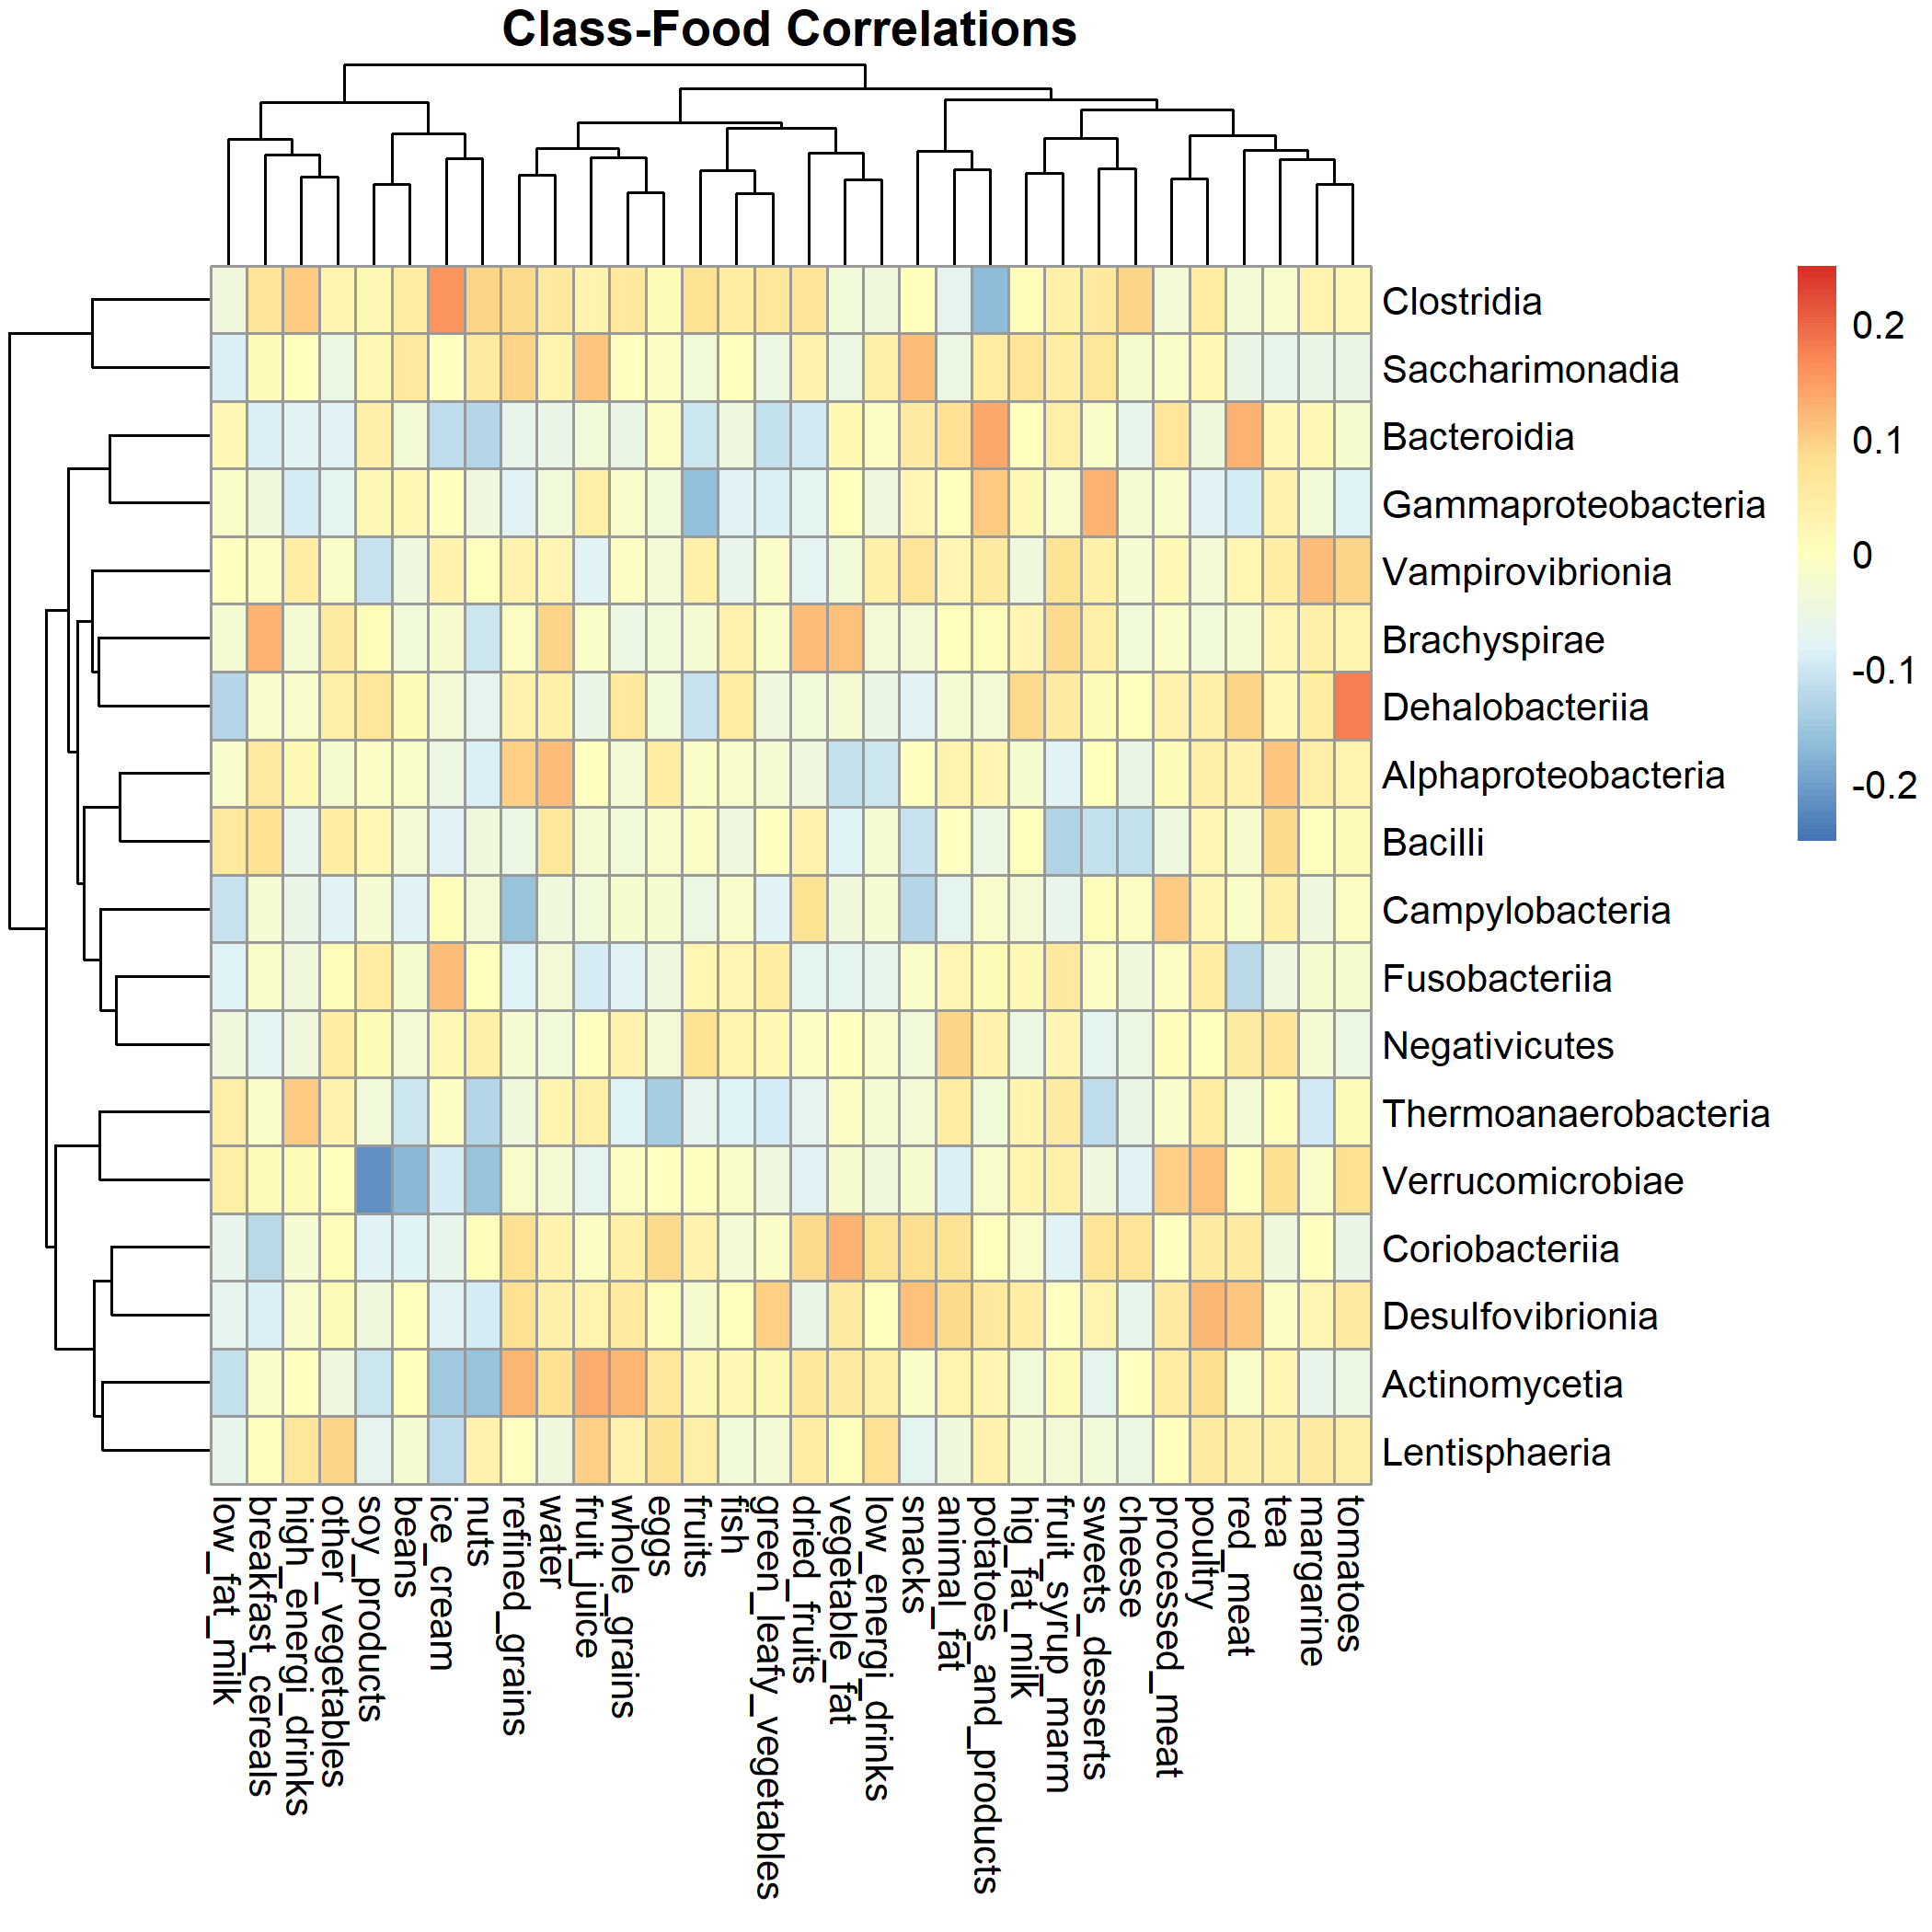 Class-Food Correlations
Clostridia
Saccharimonadia
Bacteroidia
Gammaproteobacteria
Vampirovibrionia
Brachyspirae
Dehalobacteriia
Alphaproteobacteria
Bacilli
Campylobacteria
Fusobacteriia
Negativicutes
Thermoanaerobacteria
Verrucomicrobiae
Coriobacteriia
Desulfovibrionia
Actinomycetia
Lentisphaeria
0.2
0.1
0
-0.1
-0.2
low_fat_milk
breakfast_cereals
high_energi_drinks
other_vegetables
soy_products
beans
ice_cream
nuts
refined_grains
water
fruit_juice
whole_grains
eggs
fruits
fish
green_leafy_vegetables
dried_fruits
vegetable_fat
low_energi_drinks
snacks
animal_fat
potatoes_and_products
hig_fat_milk
fruit_syrup_marm
sweets_desserts
cheese
processed_meat
poultry
red_meat
tea
margarine
tomatoes